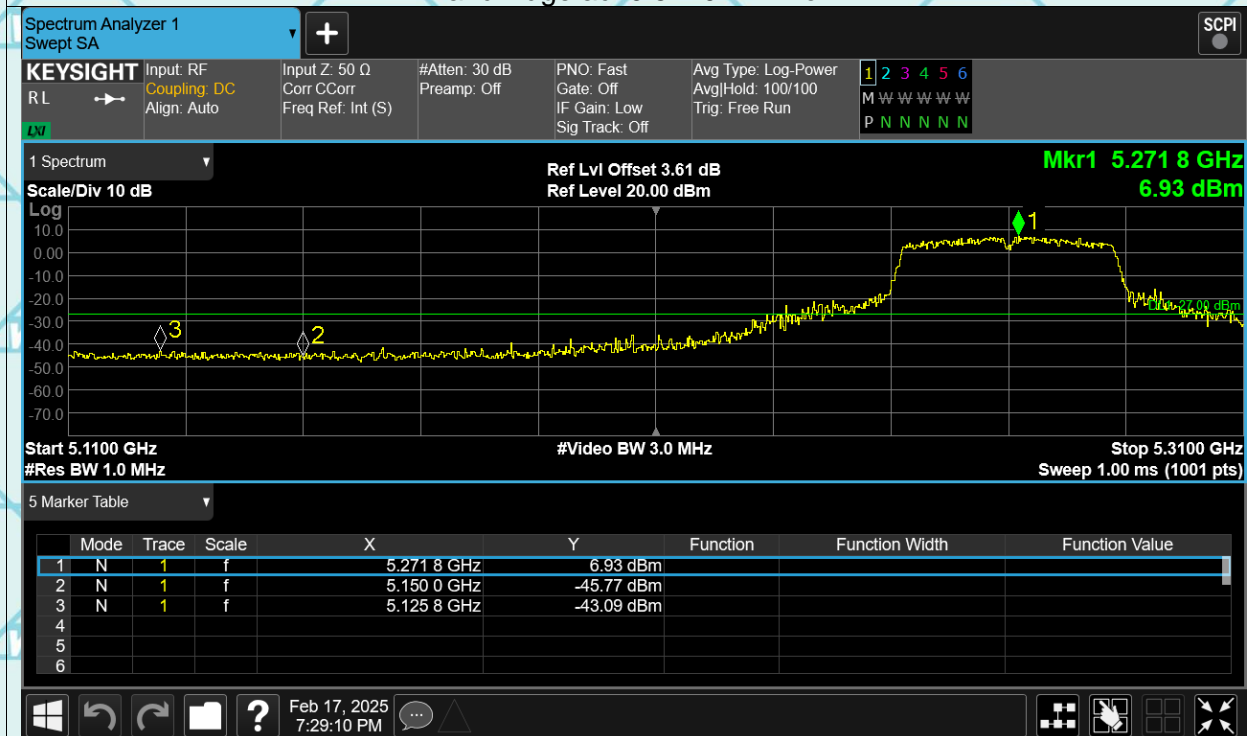 Spectrum Analyzer 1
Swept SA
+
SCPI
KEYSIGHT
RL
LXI
Input: RF
Coupling: DC
Align: Auto
Input Z: 50 Ω
Corr CCorr
Freq Ref: Int (S)
#Atten: 30 dB
Preamp: Off
PNO: Fast
Gate: Off
IF Gain: Low
Sig Track: Off
Avg Type: Log-Power
Avg|Hold: 100/100
Trig: Free Run
1 2 3 4 5 6
M W W W W W
P N N N N N N
1 Spectrum
Scale/Div 10 dB
Ref Lvl Offset 3.61 dB
Ref Level 20.00 dBm
Mkr1 5.271 8 GHz
6.93 dBm
Log
10.0
0.00
-10.0
-20.0
-30.0
-40.0
-50.0
-60.0
-70.0
1
2
3
-27.00 dBm
Start 5.1100 GHz
#Video BW 3.0 MHz
Stop 5.3100 GHz
#Res BW 1.0 MHz
Sweep 1.00 ms (1001 pts)
5 Marker Table
Mode Trace Scale X Y Function Function Width Function Value
1 N 1 f 5.271 8 GHz 6.93 dBm
2 N 1 f 5.150 0 GHz -45.77 dBm
3 N 1 f 5.125 8 GHz -43.09 dBm
4
5
6
?
Feb 17, 2025
7:29:10 PM